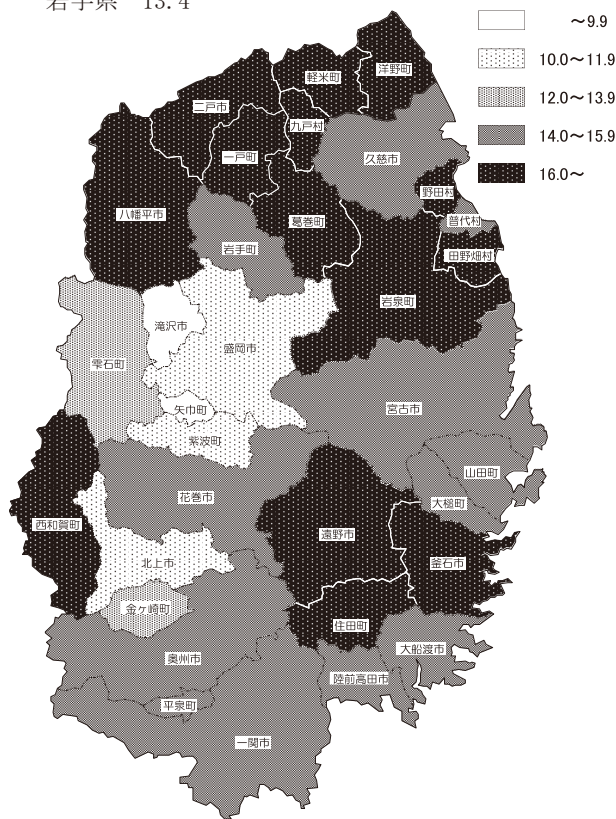 岩手県 13.4
～9.9
10.0～11.9
12.0～13.9
14.0～15.9
16.0～
洋野町
軽米町
二戸市
九戸村
一戸町
久慈市
野田村
八幡平市
葛巻町
普代村
岩手町
田野畑村
岩泉町
滝沢市
盛岡市
雫石町
矢巾町
宮古市
紫波町
山田町
花巻市
大槌町
西和賀町
遠野市
北上市
釜石市
金ヶ崎町
住田町
大船渡市
奥州市
陸前高田市
平泉町
一関市